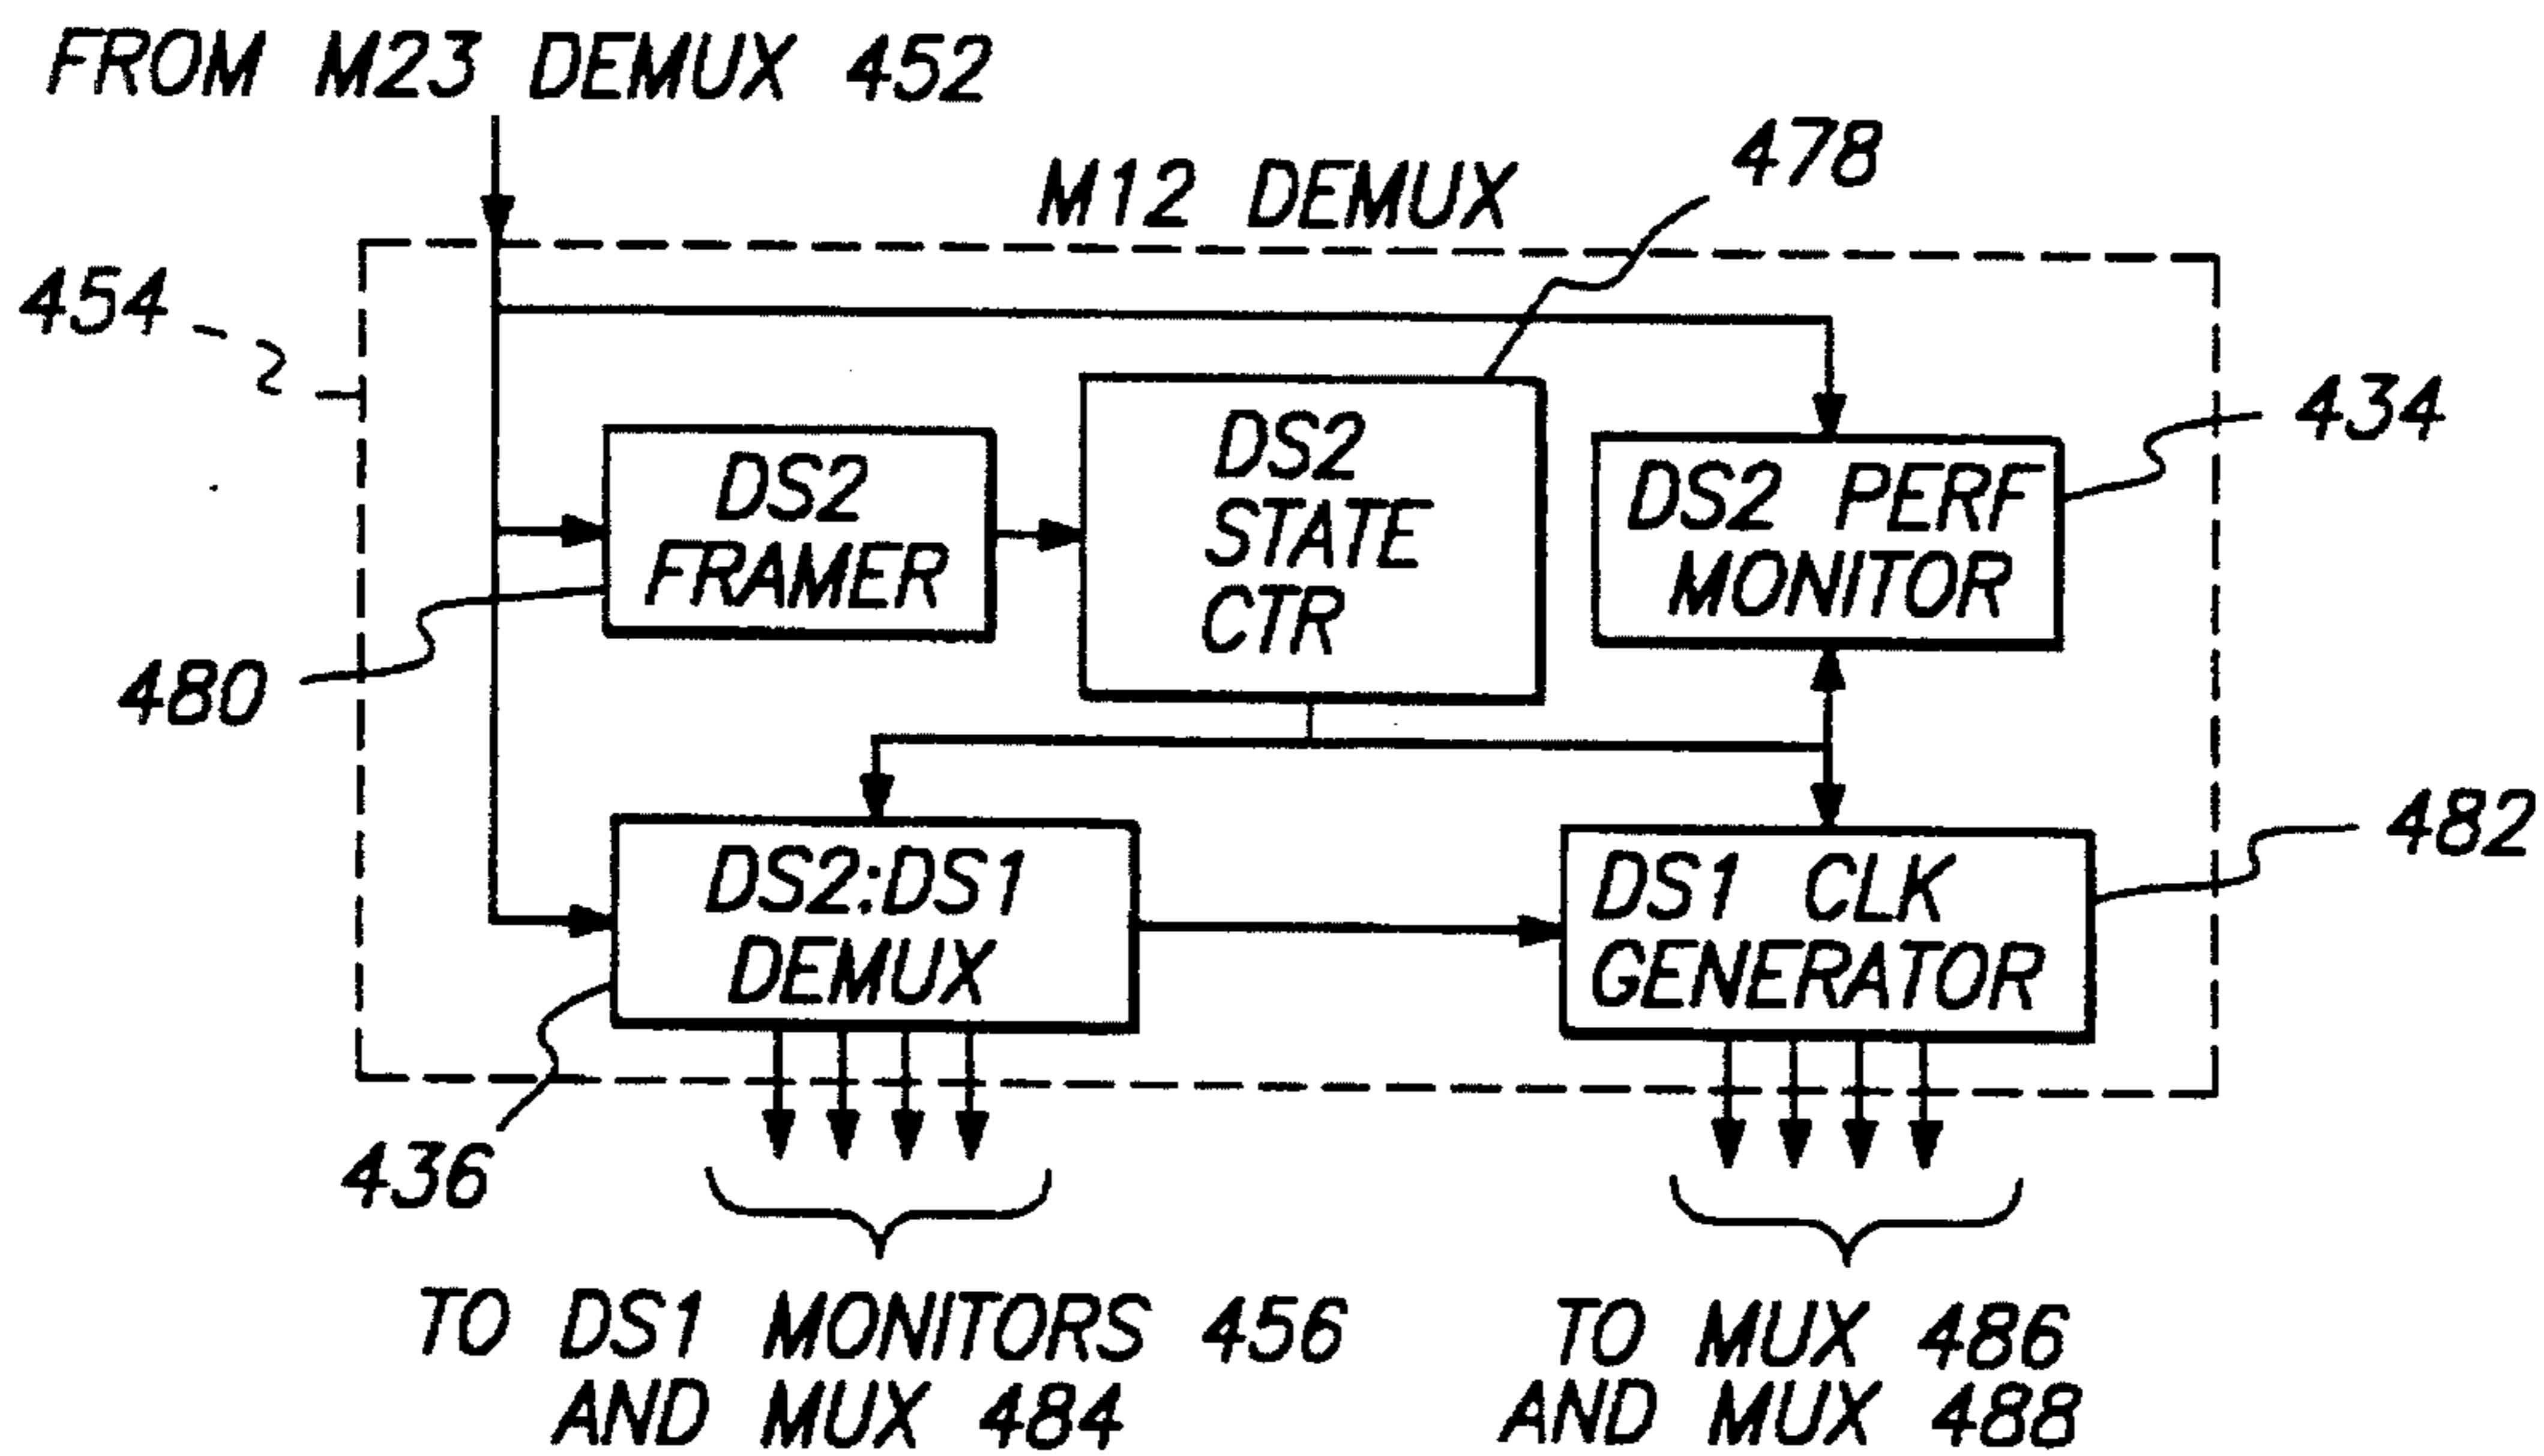 FROM M23 DEMUX 452
M12 DEMUX
478
454
434
DS2
FRAMER
DS2
STATE
CTR
DS2 PERF
MONITOR
480
482
DS2:DS1
DEMUX
DS1 CLK
GENERATOR
436
TO DS1 MONITORS 456
AND MUX 484
TO MUX 486
AND MUX 488